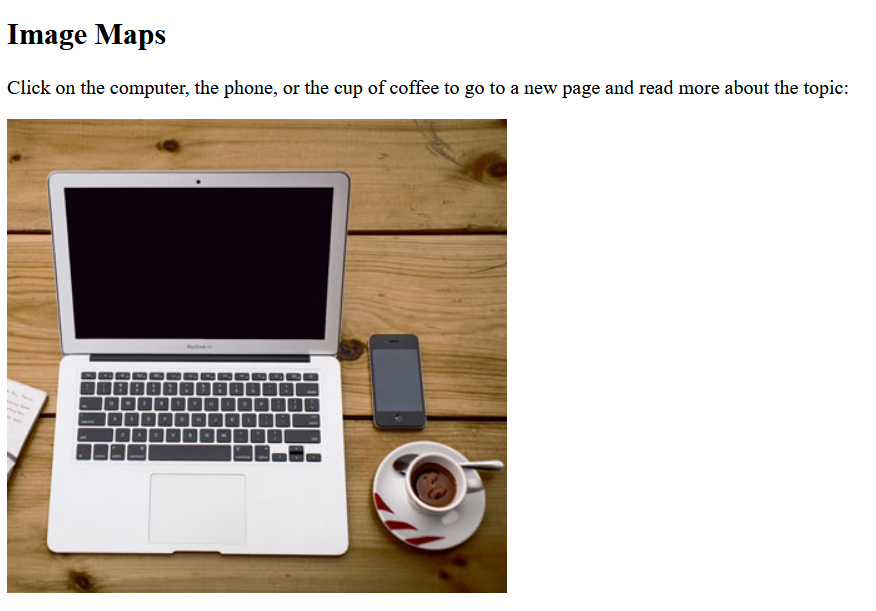 Image Maps
Click on the computer, the phone, or the cup of coffee to go to a new page and read more about the topic: